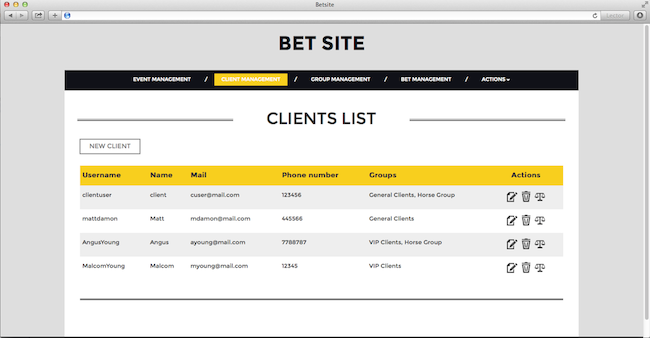 Betsite
Reader
BET SITE
EVENT MANAGEMENT / CLIENT MANAGEMENT / GROUP MANAGEMENT / BET MANAGEMENT / ACTIONS
CLIENTS LIST
NEW CLIENT
Username Name Mail Phone number Groups Actions
clientuser client cuser@mail.com 123456 General Clients, Horse Group
mattdamon Matt mdamon@mail.com 445566 General Clients
AngusYoung Angus ayoung@mail.com 7788787 VIP Clients, Horse Group
MalcomYoung Malcom myoung@mail.com 12345 VIP Clients